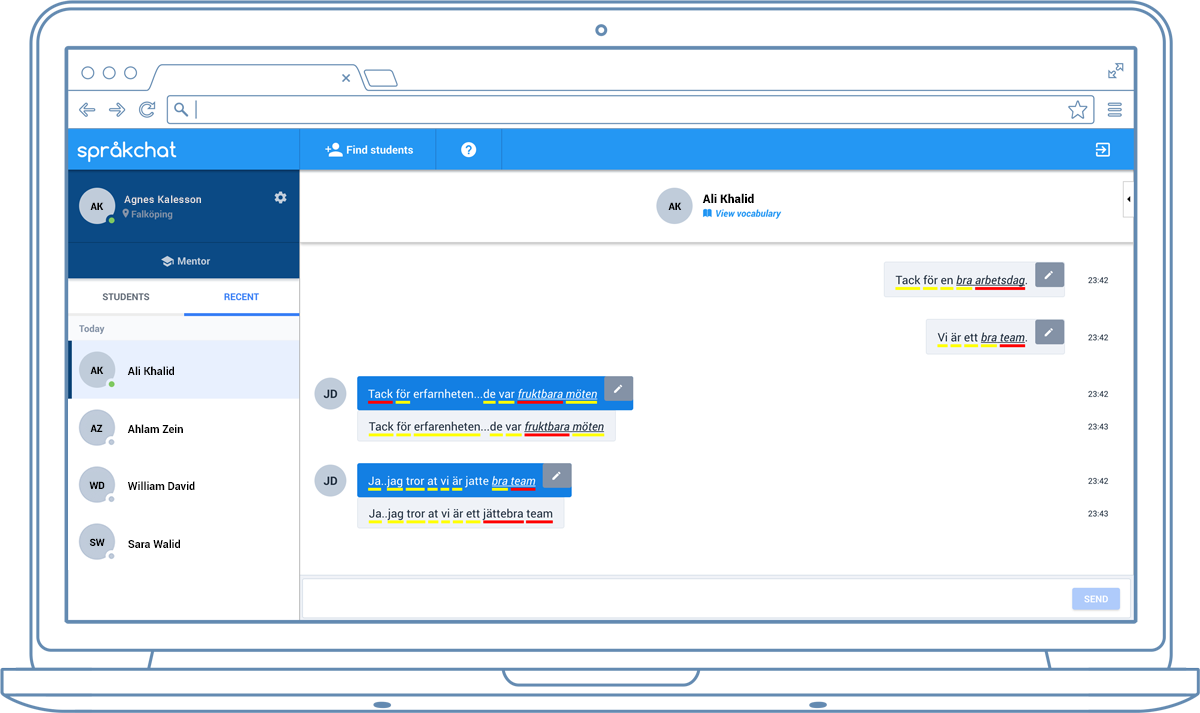 språkchat
Find students
?
AK
Agnes Kalesson
Falköping
Mentor
STUDENTS
RECENT
Today
AK
Ali Khalid
AZ
Ahlam Zein
WD
William David
SW
Sara Walid
AK
Ali Khalid
View vocabulary
Tack för en bra arbetsdag.
23:42
Vi är ett bra team.
23:42
JD
Tack för erfarnheten...de var fruktbara möten
23:42
Tack för erfarenheten...de var fruktbara möten
23:43
JD
Ja..jag tror at vi är jatte bra team
23:42
Ja..jag tror at vi är ett jättebra team
23:43
SEND